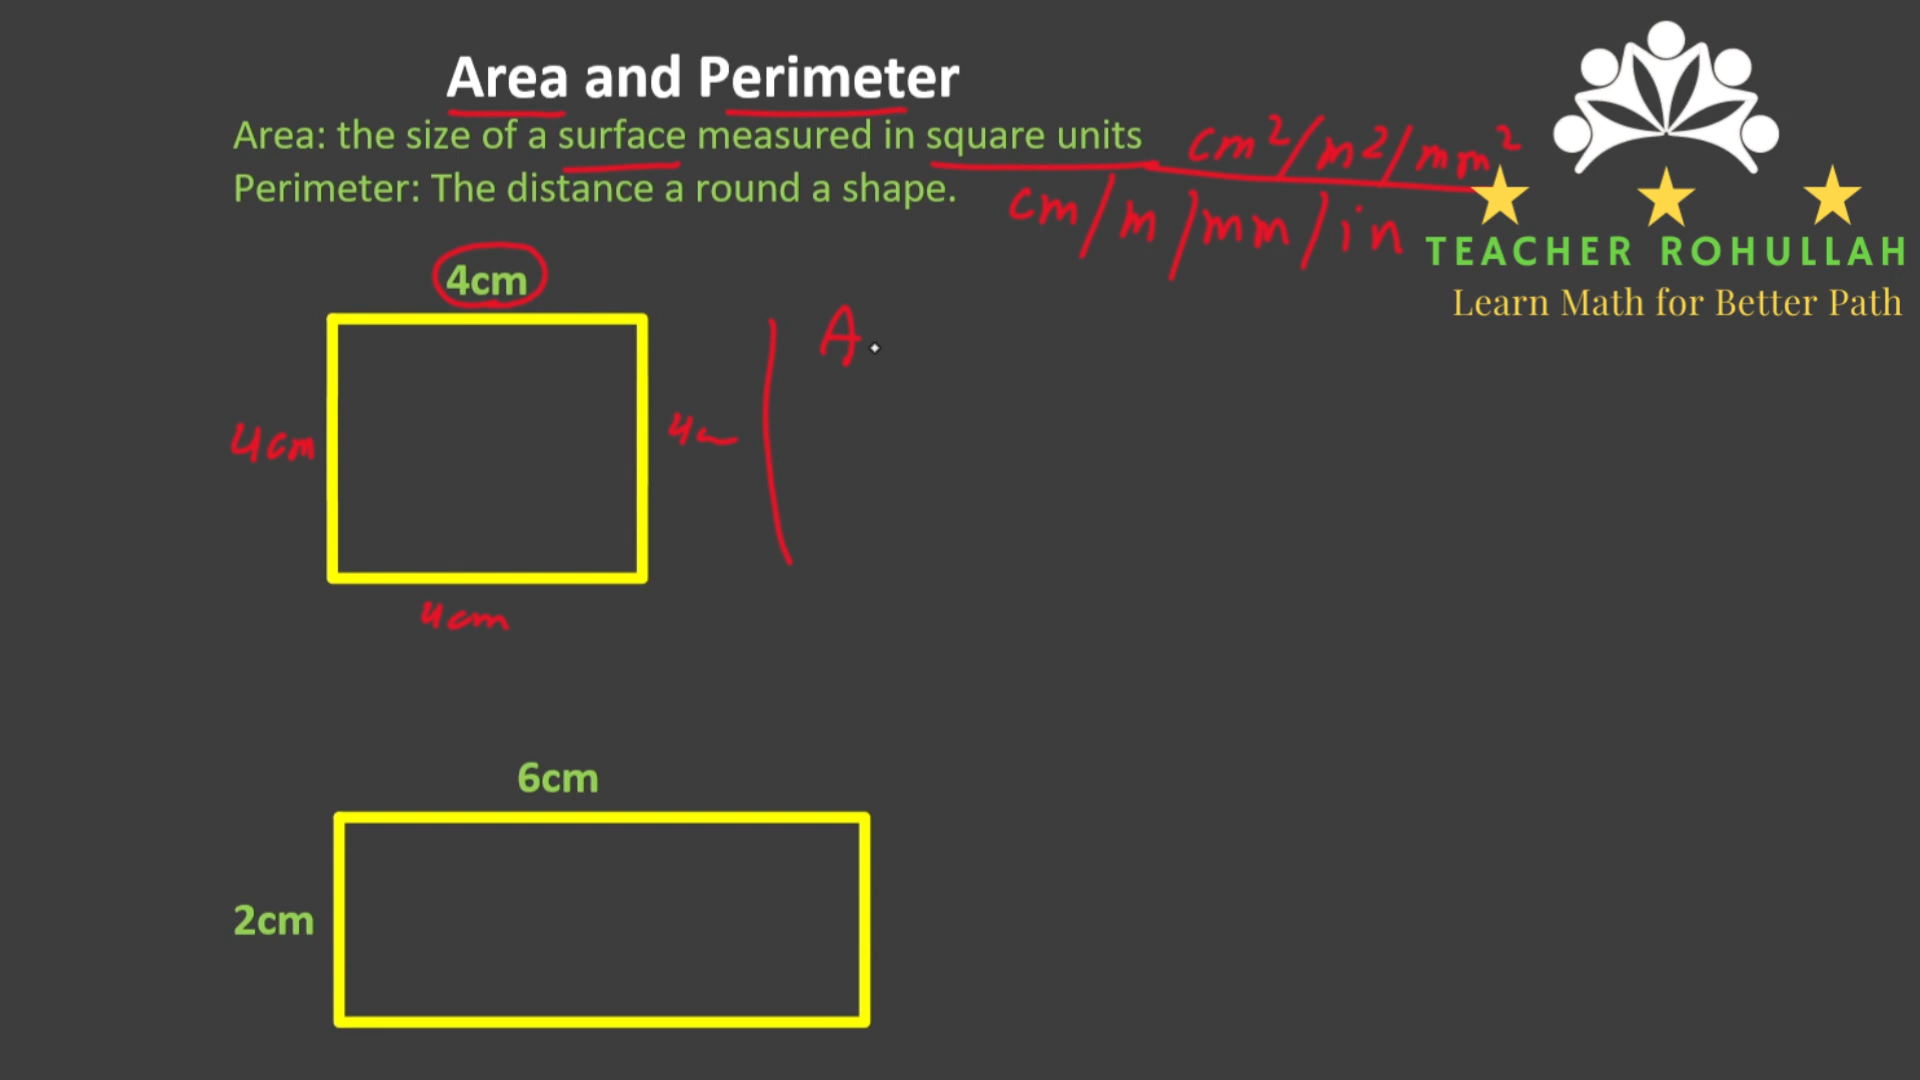 Area and Perimeter
Area: the size of a surface measured in square units
cm²/m²/mm²
Perimeter: The distance a round a shape.
cm/m/mm/in
TEACHER ROHULLAH
Learn Math for Better Path
4cm
A
4cm
4cm
4cm
6cm
2cm